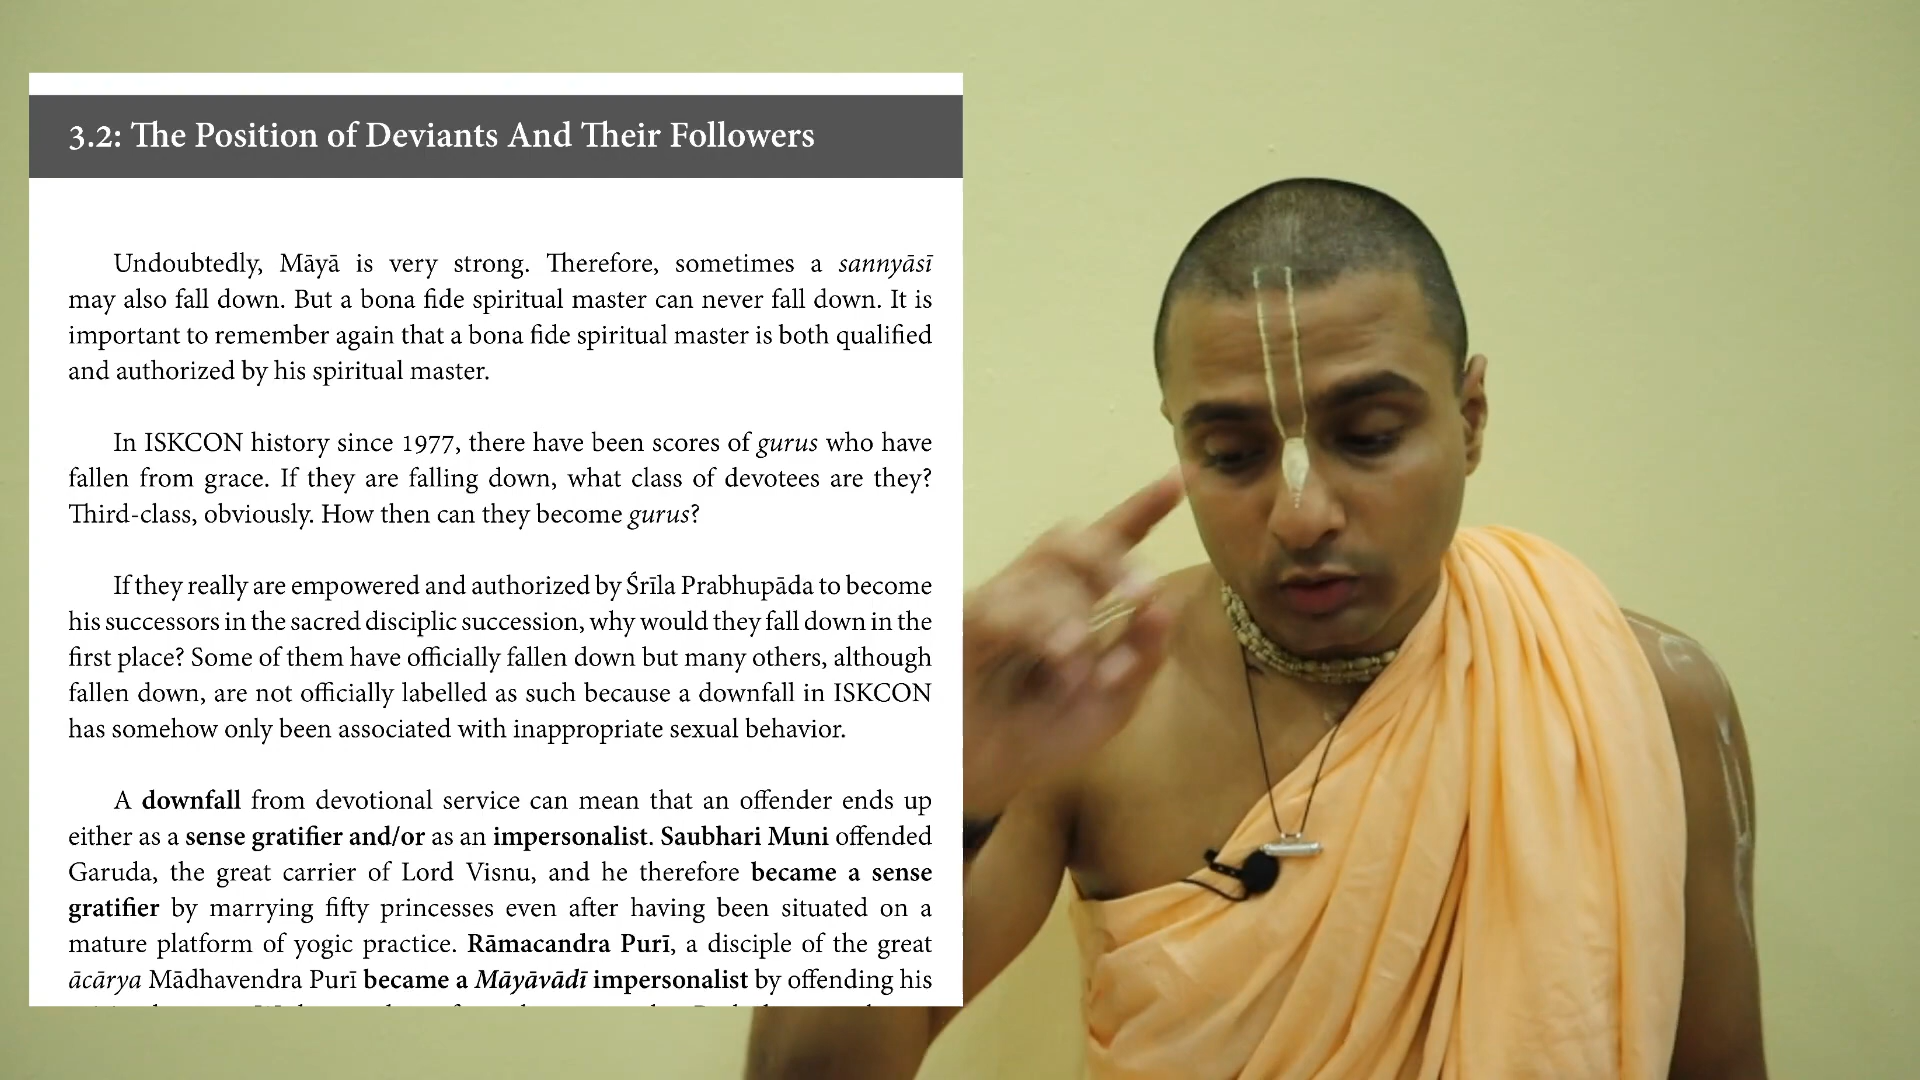 3.2: The Position of Deviants And Their Followers
Undoubtedly, Māyā is very strong. Therefore, sometimes a sannyāsī
may also fall down. But a bona fide spiritual master can never fall down. It is
important to remember again that a bona fide spiritual master is both qualified
and authorized by his spiritual master.
In ISKCON history since 1977, there have been scores of gurus who have
fallen from grace. If they are falling down, what class of devotees are they?
Third-class, obviously. How then can they become gurus?
If they really are empowered and authorized by Śrīla Prabhupāda to become
his successors in the sacred disciplic succession, why would they fall down in the
first place? Some of them have officially fallen down but many others, although
fallen down, are not officially labelled as such because a downfall in ISKCON
has somehow only been associated with inappropriate sexual behavior.
A downfall from devotional service can mean that an offender ends up
either as a sense gratifier and/or as an impersonalist. Saubhari Muni offended
Garuda, the great carrier of Lord Visnu, and he therefore became a sense
gratifier by marrying fifty princesses even after having been situated on a
mature platform of yogic practice. Rāmacandra Purī, a disciple of the great
ācārya Mādhavendra Purī became a Māyāvādī impersonalist by offending his